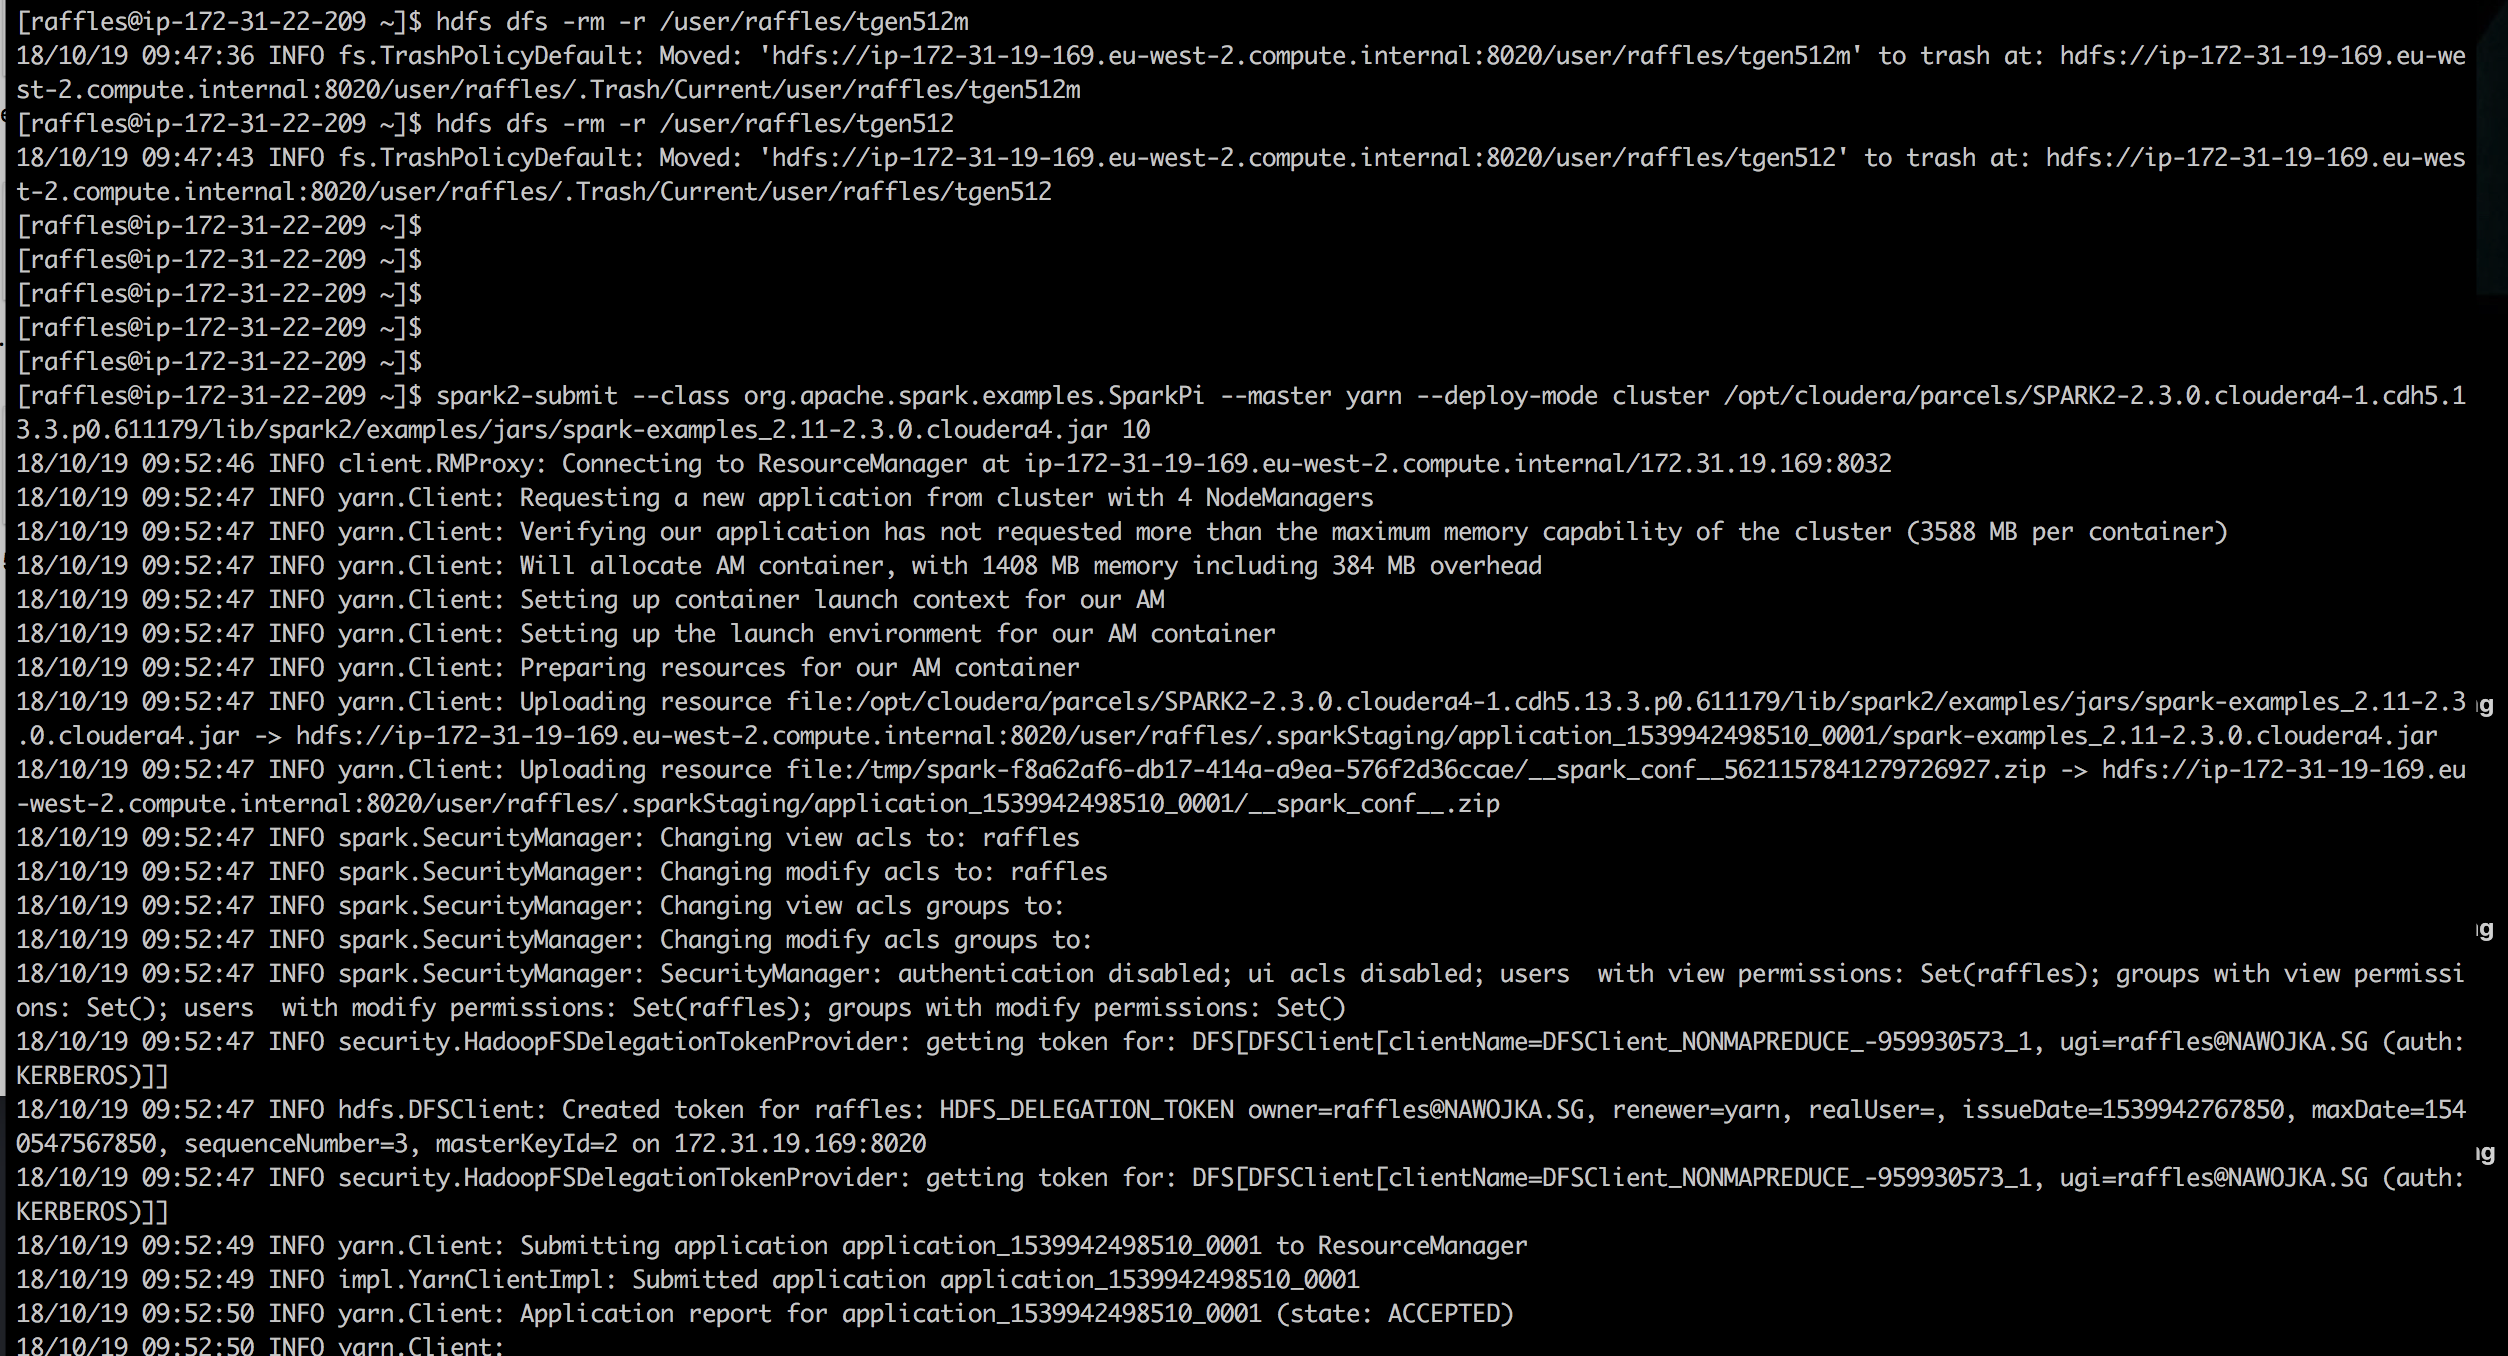 [raffles@ip-172-31-22-209 ~]$ hdfs dfs -rm -r /user/raffles/tgen512m
18/10/19 09:47:36 INFO fs.TrashPolicyDefault: Moved: 'hdfs://ip-172-31-19-169.eu-west-2.compute.internal:8020/user/raffles/tgen512m' to trash at: hdfs://ip-172-31-19-169.eu-we
st-2.compute.internal:8020/user/raffles/.Trash/Current/user/raffles/tgen512m
[raffles@ip-172-31-22-209 ~]$ hdfs dfs -rm -r /user/raffles/tgen512
18/10/19 09:47:43 INFO fs.TrashPolicyDefault: Moved: 'hdfs://ip-172-31-19-169.eu-west-2.compute.internal:8020/user/raffles/tgen512' to trash at: hdfs://ip-172-31-19-169.eu-wes
t-2.compute.internal:8020/user/raffles/.Trash/Current/user/raffles/tgen512
[raffles@ip-172-31-22-209 ~]$
[raffles@ip-172-31-22-209 ~]$
[raffles@ip-172-31-22-209 ~]$
[raffles@ip-172-31-22-209 ~]$
[raffles@ip-172-31-22-209 ~]$
[raffles@ip-172-31-22-209 ~]$ spark2-submit --class org.apache.spark.examples.SparkPi --master yarn --deploy-mode cluster /opt/cloudera/parcels/SPARK2-2.3.0.cloudera4-1.cdh5.1
3.3.p0.611179/lib/spark2/examples/jars/spark-examples_2.11-2.3.0.cloudera4.jar 10
18/10/19 09:52:46 INFO client.RMProxy: Connecting to ResourceManager at ip-172-31-19-169.eu-west-2.compute.internal/172.31.19.169:8032
18/10/19 09:52:47 INFO yarn.Client: Requesting a new application from cluster with 4 NodeManagers
18/10/19 09:52:47 INFO yarn.Client: Verifying our application has not requested more than the maximum memory capability of the cluster (3588 MB per container)
18/10/19 09:52:47 INFO yarn.Client: Will allocate AM container, with 1408 MB memory including 384 MB overhead
18/10/19 09:52:47 INFO yarn.Client: Setting up container launch context for our AM
18/10/19 09:52:47 INFO yarn.Client: Setting up the launch environment for our AM container
18/10/19 09:52:47 INFO yarn.Client: Preparing resources for our AM container
18/10/19 09:52:47 INFO yarn.Client: Uploading resource file:/opt/cloudera/parcels/SPARK2-2.3.0.cloudera4-1.cdh5.13.3.p0.611179/lib/spark2/examples/jars/spark-examples_2.11-2.3
.0.cloudera4.jar -> hdfs://ip-172-31-19-169.eu-west-2.compute.internal:8020/user/raffles/.sparkStaging/application_1539942498510_0001/spark-examples_2.11-2.3.0.cloudera4.jar
18/10/19 09:52:47 INFO yarn.Client: Uploading resource file:/tmp/spark-f8a62af6-db17-414a-a9ea-576f2d36ccae/__spark_conf__5621157841279726927.zip -> hdfs://ip-172-31-19-169.eu
-west-2.compute.internal:8020/user/raffles/.sparkStaging/application_1539942498510_0001/__spark_conf__.zip
18/10/19 09:52:47 INFO spark.SecurityManager: Changing view acls to: raffles
18/10/19 09:52:47 INFO spark.SecurityManager: Changing modify acls to: raffles
18/10/19 09:52:47 INFO spark.SecurityManager: Changing view acls groups to:
18/10/19 09:52:47 INFO spark.SecurityManager: Changing modify acls groups to:
18/10/19 09:52:47 INFO spark.SecurityManager: SecurityManager: authentication disabled; ui acls disabled; users  with view permissions: Set(raffles); groups with view permissi
ons: Set(); users  with modify permissions: Set(raffles); groups with modify permissions: Set()
18/10/19 09:52:47 INFO security.HadoopFSDelegationTokenProvider: getting token for: DFS[DFSClient[clientName=DFSClient_NONMAPREDUCE_-959930573_1, ugi=raffles@NAWOJKA.SG (auth:
KERBEROS)]]
18/10/19 09:52:47 INFO hdfs.DFSClient: Created token for raffles: HDFS_DELEGATION_TOKEN owner=raffles@NAWOJKA.SG, renewer=yarn, realUser=, issueDate=1539942767850, maxDate=154
0547567850, sequenceNumber=3, masterKeyId=2 on 172.31.19.169:8020
18/10/19 09:52:47 INFO security.HadoopFSDelegationTokenProvider: getting token for: DFS[DFSClient[clientName=DFSClient_NONMAPREDUCE_-959930573_1, ugi=raffles@NAWOJKA.SG (auth:
KERBEROS)]]
18/10/19 09:52:49 INFO yarn.Client: Submitting application application_1539942498510_0001 to ResourceManager
18/10/19 09:52:49 INFO impl.YarnClientImpl: Submitted application application_1539942498510_0001
18/10/19 09:52:50 INFO yarn.Client: Application report for application_1539942498510_0001 (state: ACCEPTED)
18/10/19 09:52:50 INFO yarn.Client: